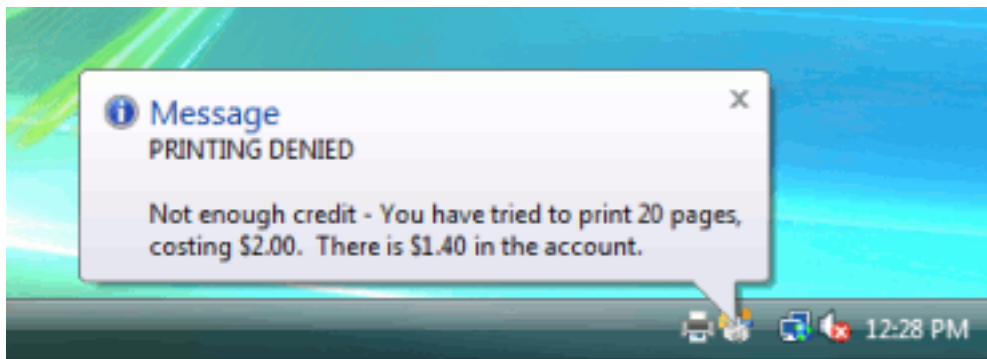 Message
PRINTING DENIED
Not enough credit - You have tried to print 20 pages,
costing $2.00.  There is $1.40 in the account.
12:28 PM